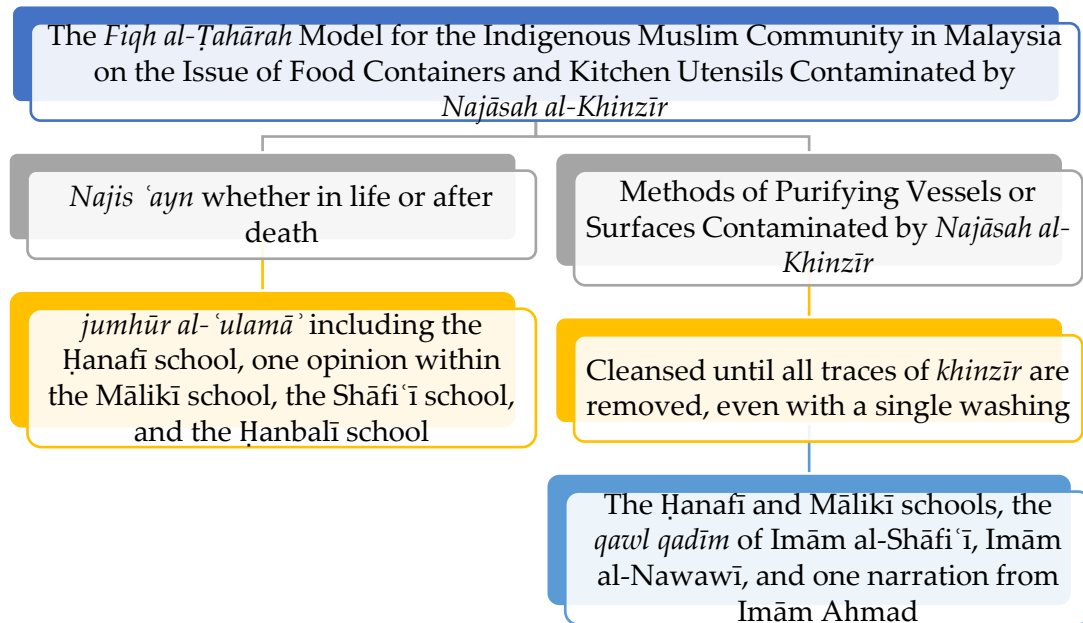 The Fiqh al-Ṭahārah Model for the Indigenous Muslim Community in Malaysia
on the Issue of Food Containers and Kitchen Utensils Contaminated by
Najāsah al-Khinzīr
Najis ʿayn whether in life or after
death
jumhūr al-ʿulamāʾ including the
Ḥanafī school, one opinion within
the Mālikī school, the Shāfiʿī school,
and the Ḥanbalī school
Methods of Purifying Vessels or
Surfaces Contaminated by Najāsah al-
Khinzīr
Cleansed until all traces of khinzīr are
removed, even with a single washing
The Ḥanafī and Mālikī schools, the
qawl qadīm of Imām al-Shāfiʿī, Imām
al-Nawawī, and one narration from
Imām Ahmad